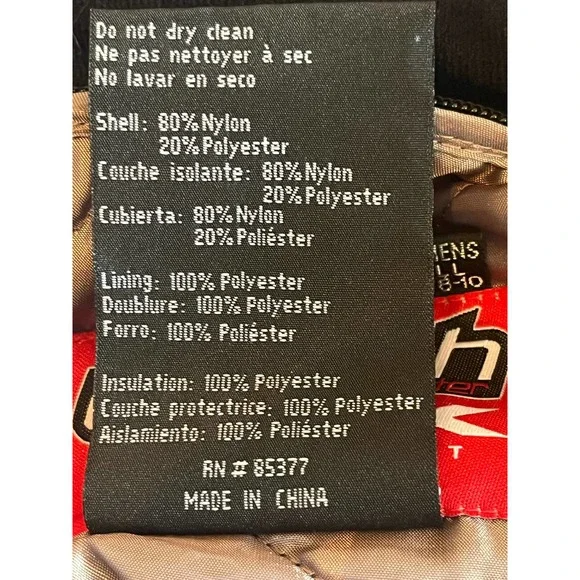 Do not dry clean
Ne pas nettoyer à sec
No lavar en seco
Shell: 80% Nylon
20% Polyester
Couche isolante: 80% Nylon
20% Polyester
Cubierta: 80% Nylon
20% Poliéster
Lining: 100% Polyester
Doublure: 100% Polyester
Forro: 100% Poliéster
Insulation: 100% Polyester
Couche protectrice: 100% Polyester
Aislamiento: 100% Poliéster
RN # 85377
MADE IN CHINA
L
-10
T